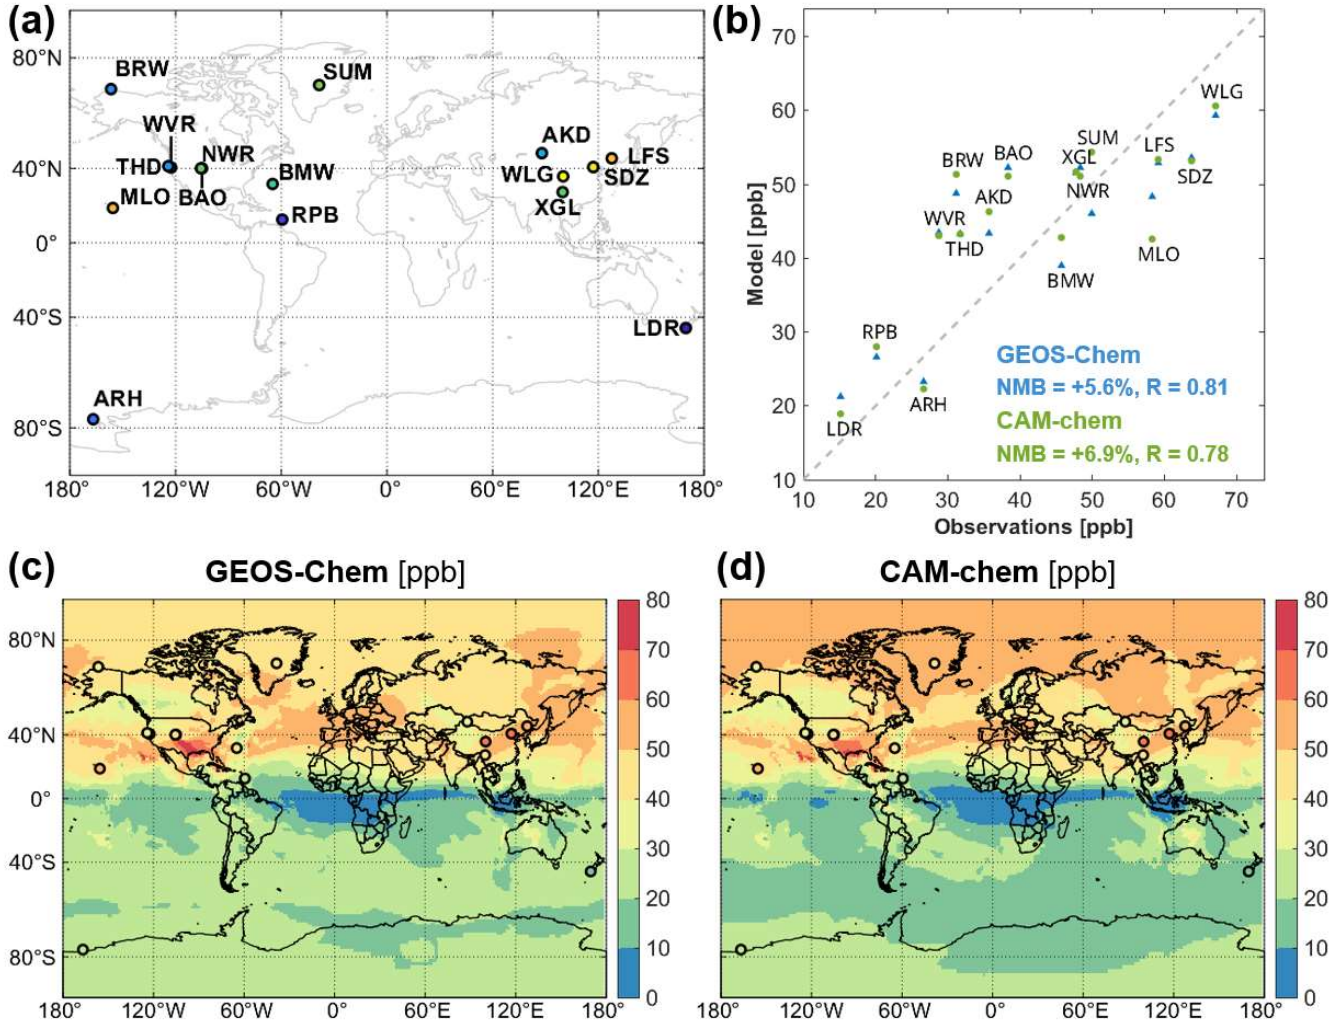 (a)
80°N
40°N
0°
40°S
80°S
180°
120°W
60°W
0°
60°E
120°E
180°
BRW
SUM
WVR
THD
NWR
MLO
BAO
BMW
RPB
AKD
LFS
WLG
SDZ
XGL
LDR
ARH
(b)
70
60
50
40
30
20
10
Model [ppb]
10
20
30
40
50
60
70
Observations [ppb]
WLG
SUM
LFS
BAO
XGL
BRW
SDZ
NWR
AKD
WVR
THD
MLO
BMW
RPB
ARH
LDR
GEOS-Chem
NMB = +5.6%, R = 0.81
CAM-chem
NMB = +6.9%, R = 0.78
(c)
GEOS-Chem [ppb]
80°N
40°N
0°
40°S
80°S
180°
120°W
60°W
0°
60°E
120°E
180°
80
70
60
50
40
30
20
10
0
(d)
CAM-chem [ppb]
180°
120°W
60°W
0°
60°E
120°E
180°
80
70
60
50
40
30
20
10
0